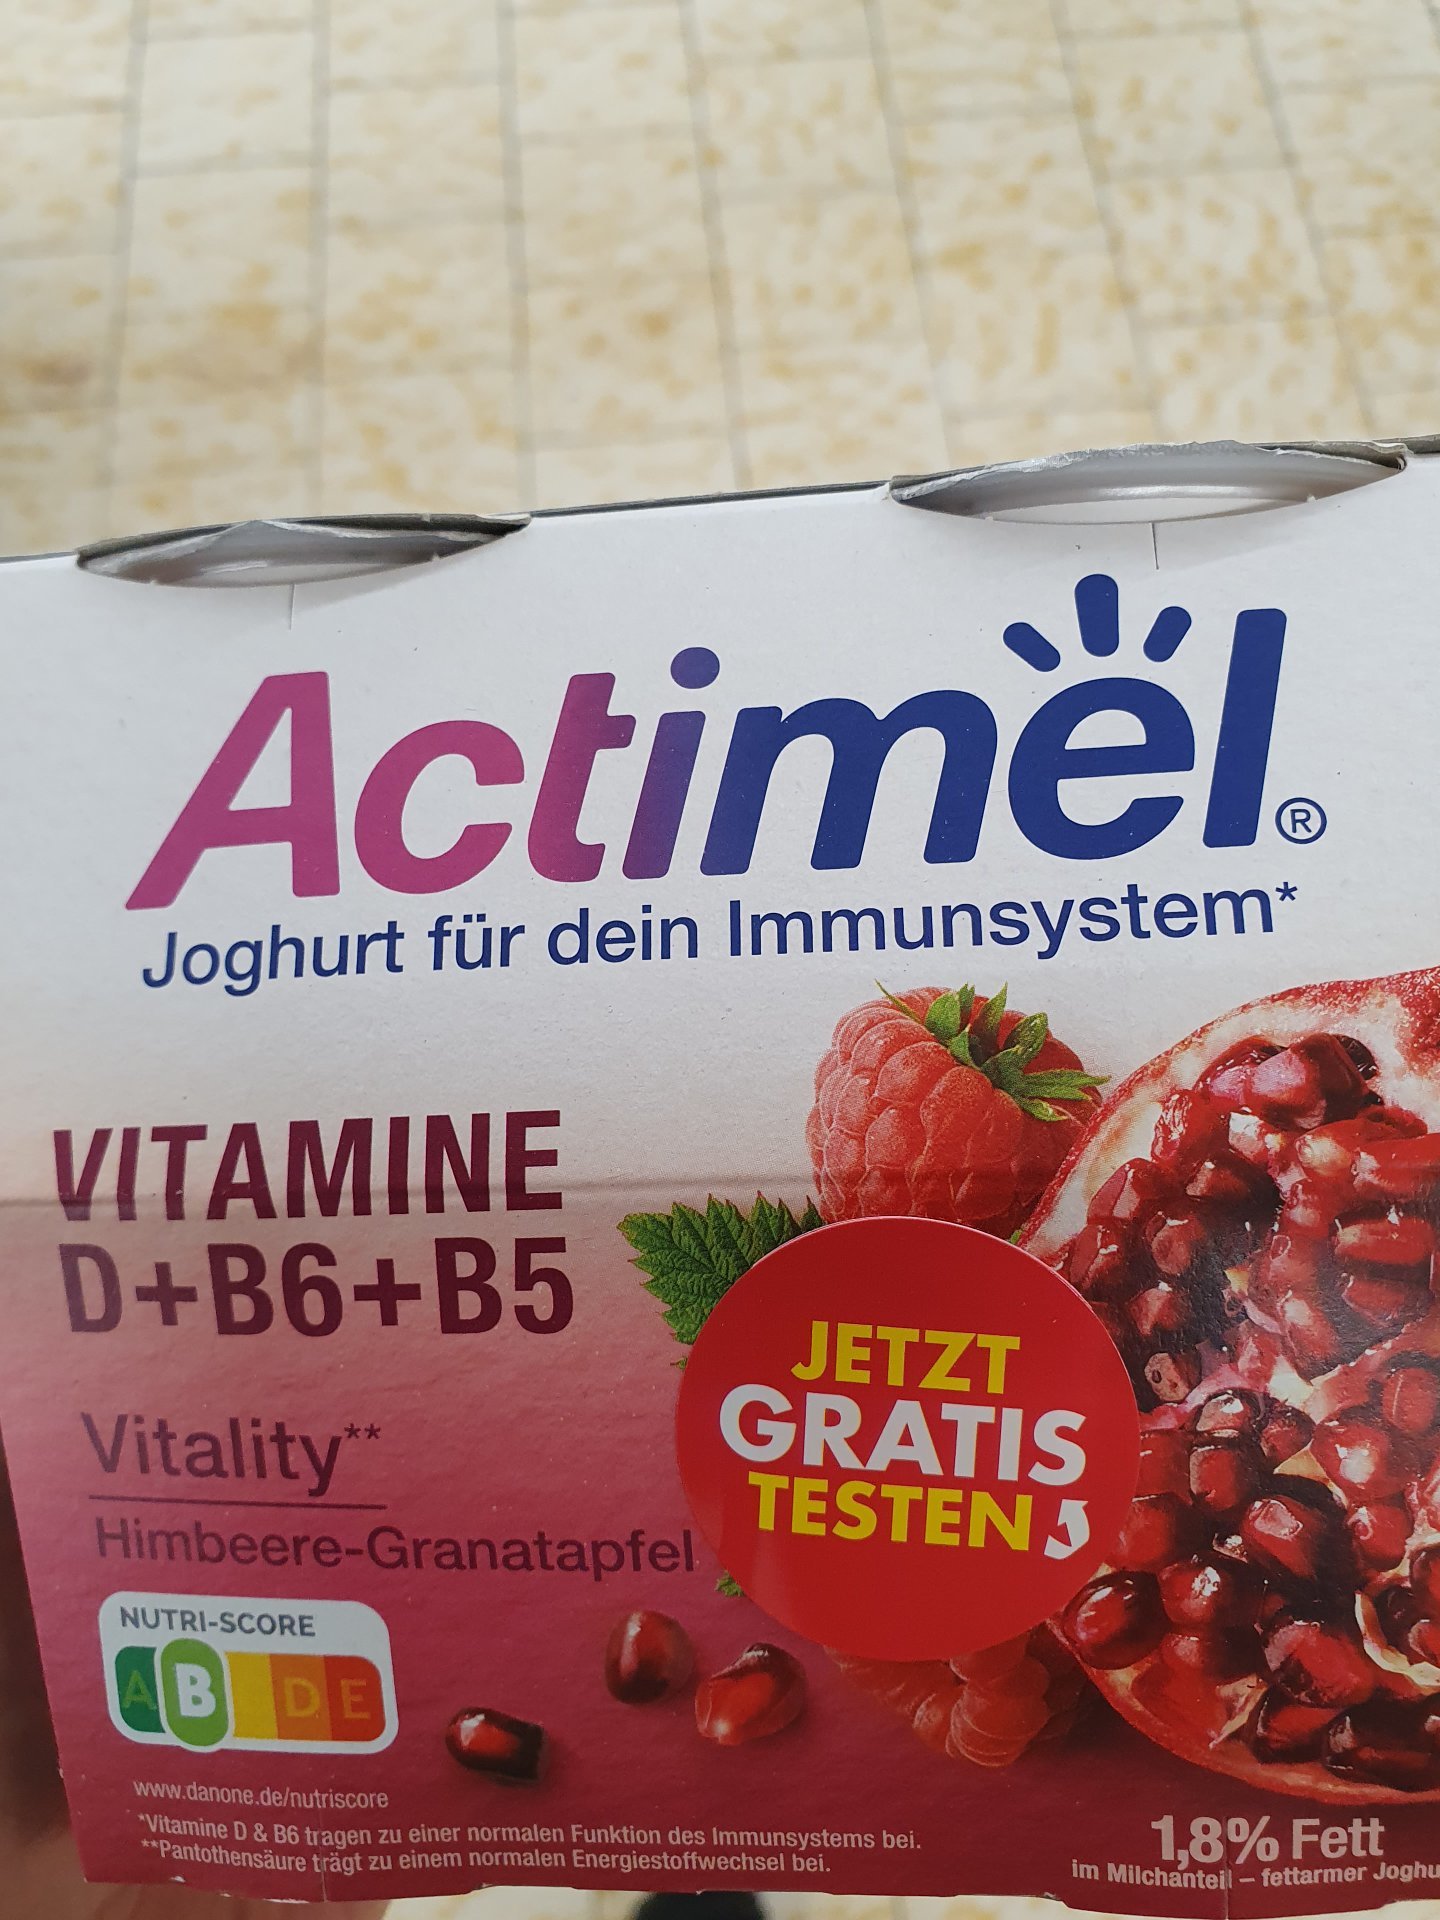 Actimel®
Joghurt für dein Immunsystem*
VITAMINE
D+B6+B5
Vitality**
Himbeere-Granatapfel
JETZT
GRATIS
TESTEN
NUTRI-SCORE
A B D E
www.danone.de/nutriscore
*Vitamine D & B6 tragen zu einer normalen Funktion des Immunsystems bei.
**Pantothensäure trägt zu einem normalen Energiestoffwechsel bei.
1,8% Fett
im Milchanteil – fettarmer